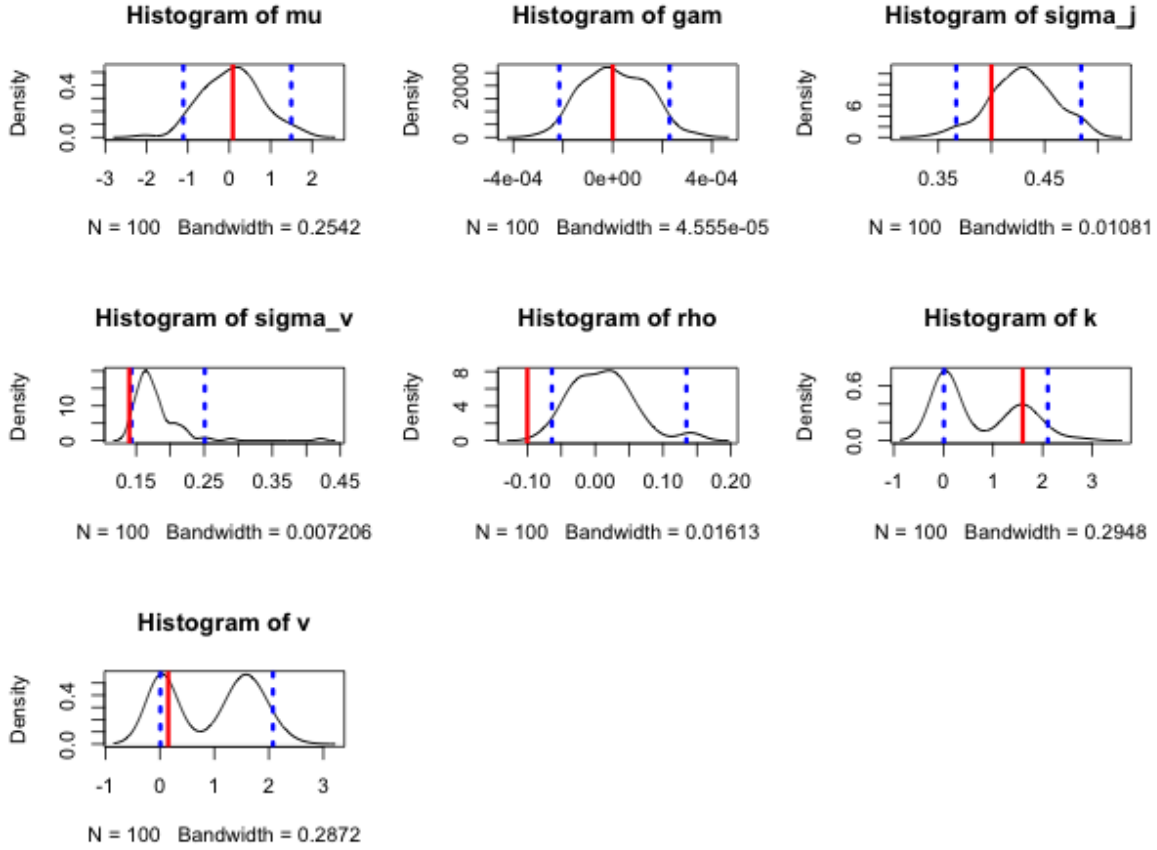 Histogram of mu
Density
0.0 0.4
-3 -2 -1 0 1 2
N = 100 Bandwidth = 0.2542
Histogram of gam
Density
0 2000
-4e-04 0e+00 4e-04
N = 100 Bandwidth = 4.555e-05
Histogram of sigma_j
Density
0 6
0.35 0.45
N = 100 Bandwidth = 0.01081
Histogram of sigma_v
Density
0 10
0.15 0.25 0.35 0.45
N = 100 Bandwidth = 0.007206
Histogram of rho
Density
0 4 8
-0.10 0.00 0.10 0.20
N = 100 Bandwidth = 0.01613
Histogram of k
Density
0.0 0.6
-1 0 1 2 3
N = 100 Bandwidth = 0.2948
Histogram of v
Density
0.0 0.4
-1 0 1 2 3
N = 100 Bandwidth = 0.2872